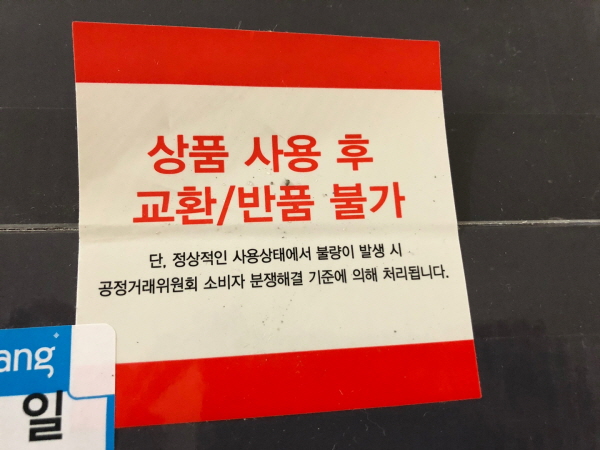 상품 사용 후
교환/반품 불가
단, 정상적인 사용상태에서 불량이 발생 시
공정거래위원회 소비자 분쟁해결 기준에 의해 처리됩니다.
ang
일